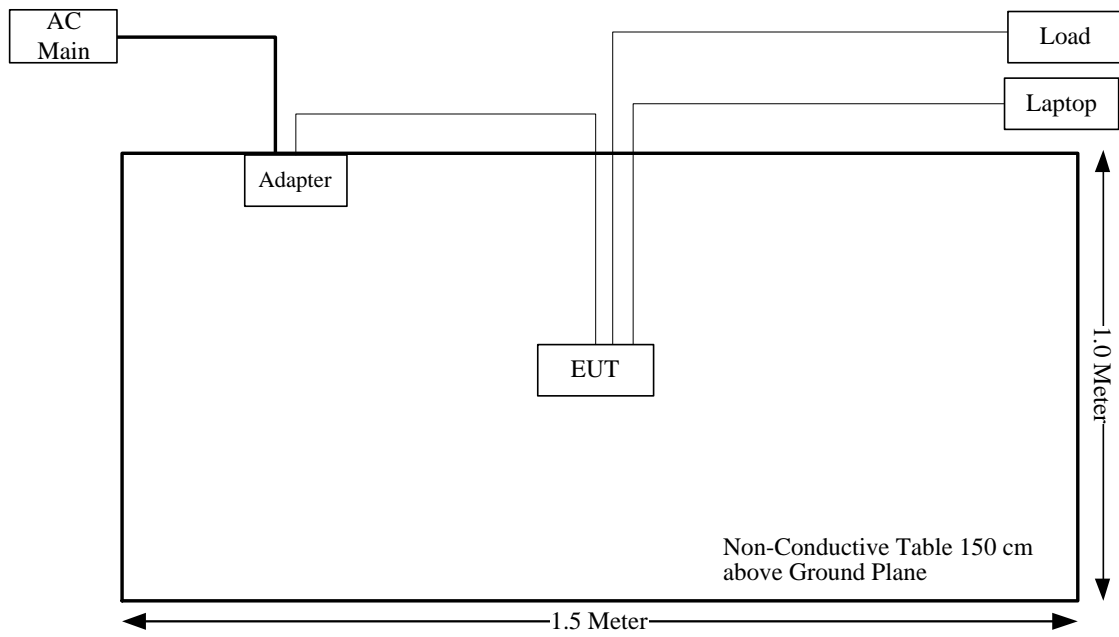 AC
Main
Load
Laptop
Adapter
EUT
1.0 Meter
Non-Conductive Table 150 cm
above Ground Plane
1.5 Meter